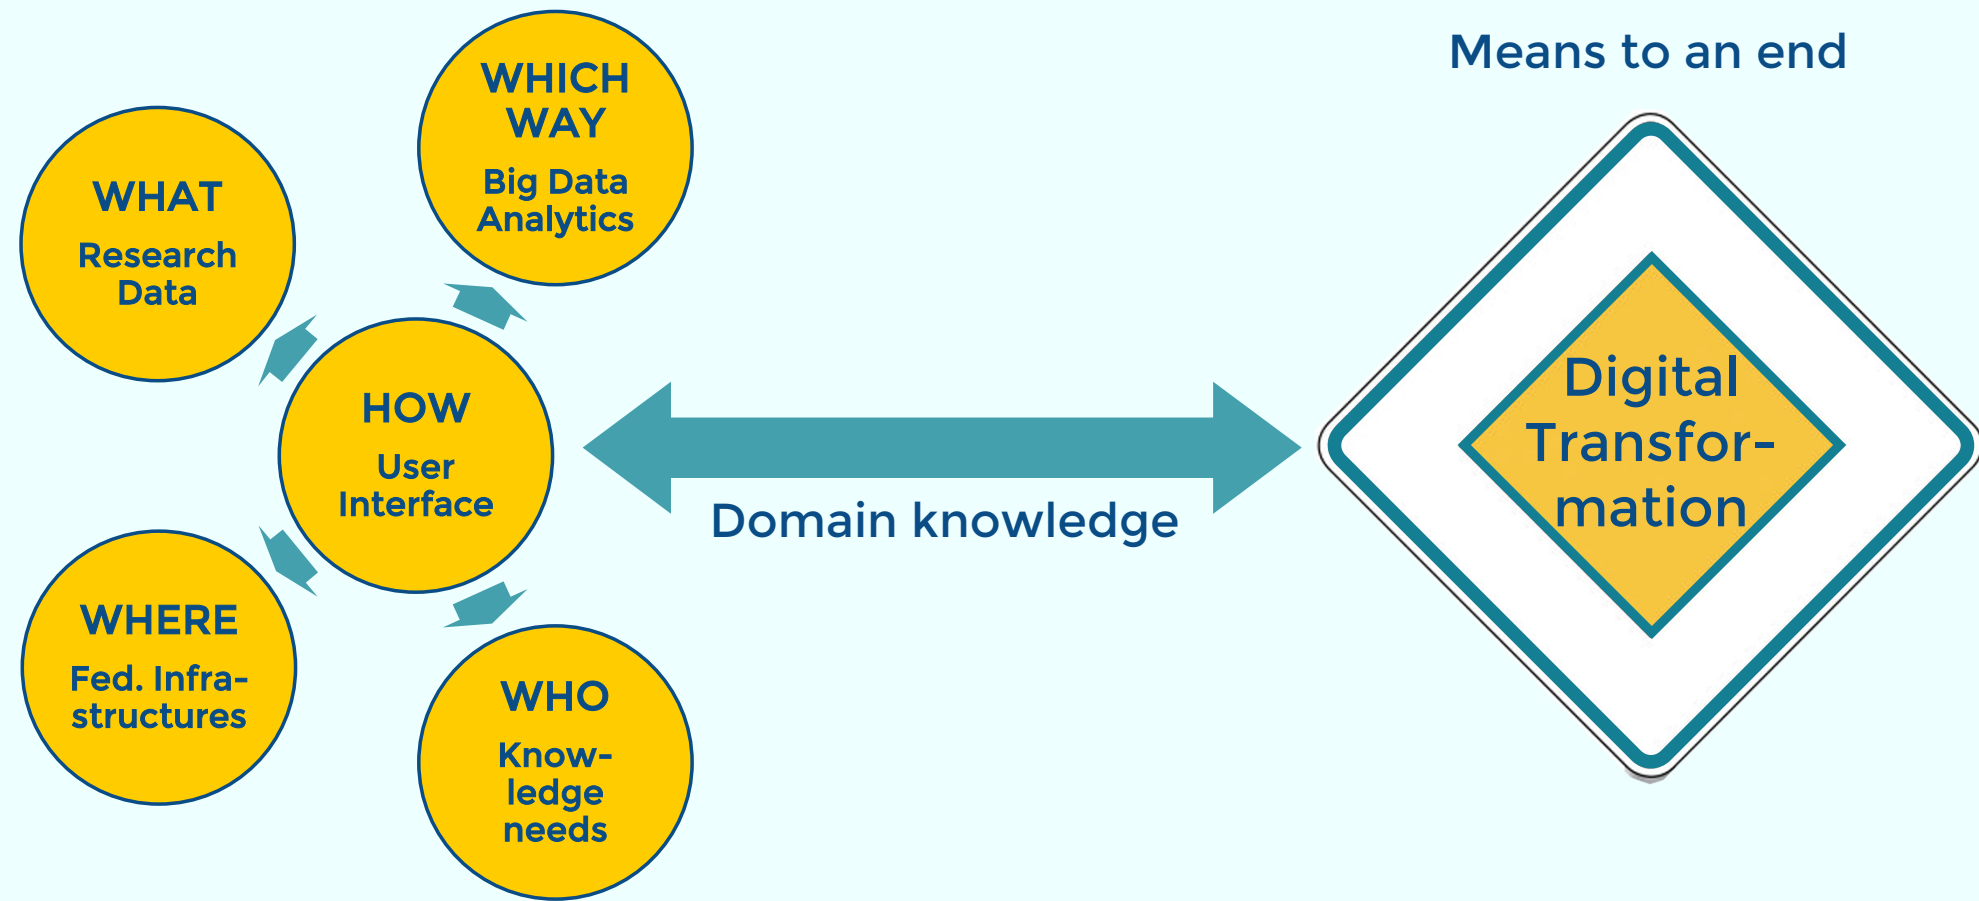 WHICH
WAY
Big Data
Analytics
WHAT
Research
Data
HOW
User
Interface
WHERE
Fed. Infra-
structures
WHO
Know-
ledge
needs
Domain knowledge
Means to an end
Digital
Transfor-
mation